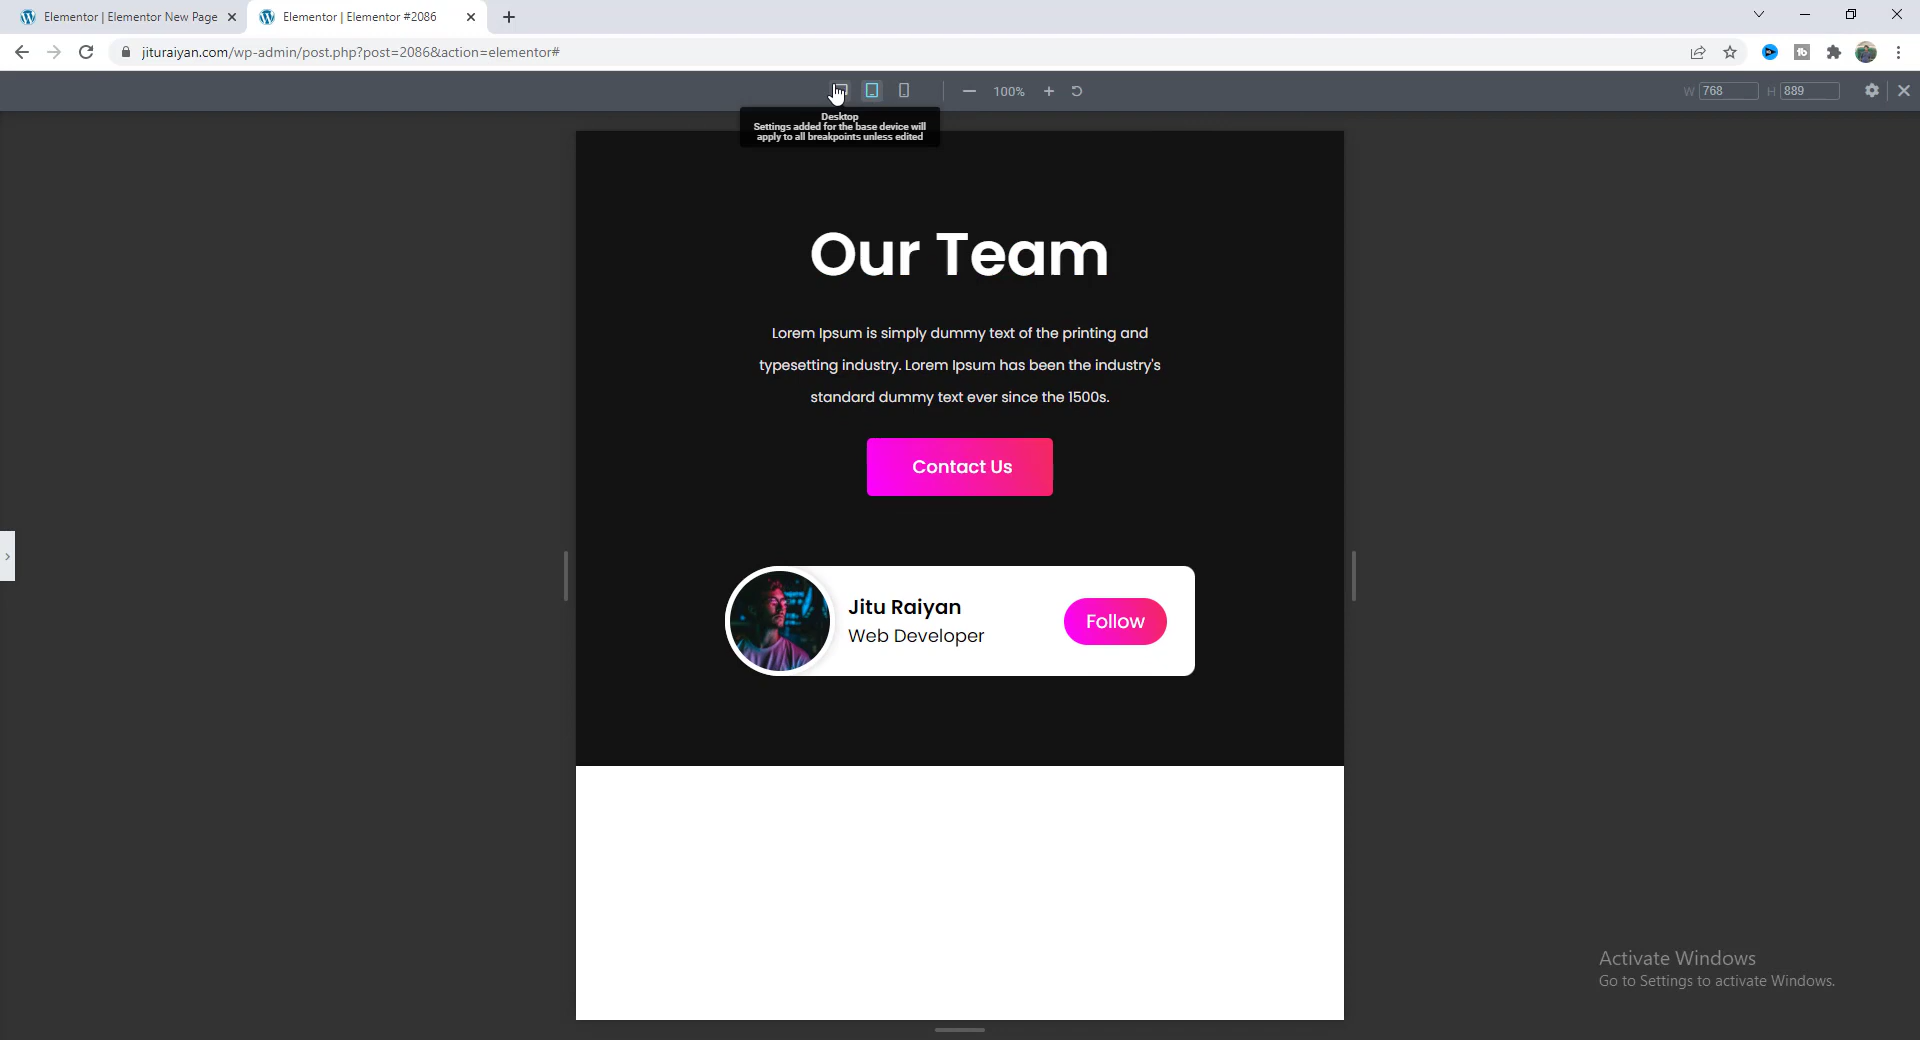 Elementor | Elementor New Page
Elementor | Elementor #2086
jituraiyan.com/wp-admin/post.php?post=2086&action=elementor#
100%
W 768 H 889
Desktop
Settings added for the base device will
apply to all breakpoints unless edited
Our Team
Lorem Ipsum is simply dummy text of the printing and
typesetting industry. Lorem Ipsum has been the industry's
standard dummy text ever since the 1500s.
Contact Us
Jitu Raiyan
Web Developer
Follow
Activate Windows
Go to Settings to activate Windows.